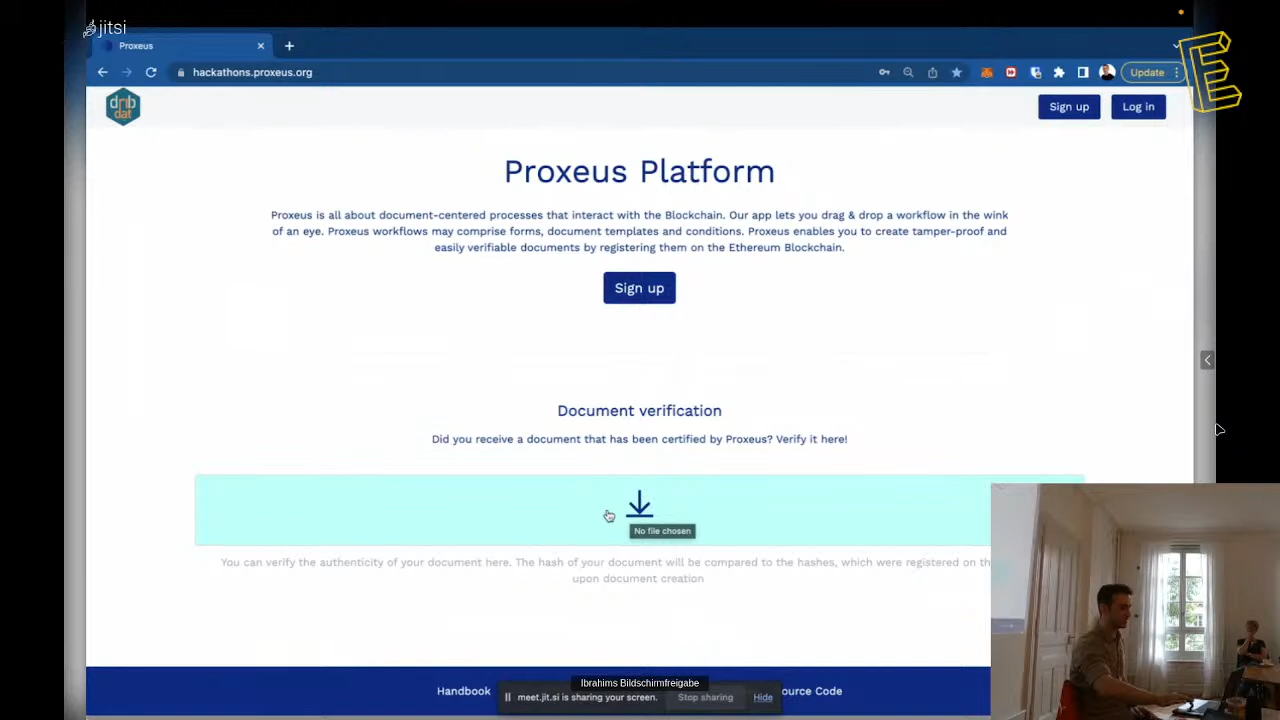 jitsi
Proxeus
hackathons.proxeus.org
Update
E
drib
dat
Sign up
Log in
Proxeus Platform
Proxeus is all about document-centered processes that interact with the Blockchain. Our app lets you drag & drop a workflow in the wink
of an eye. Proxeus workflows may comprise forms, document templates and conditions. Proxeus enables you to create tamper-proof and
easily verifiable documents by registering them on the Ethereum Blockchain.
Sign up
Document verification
Did you receive a document that has been certified by Proxeus? Verify it here!
No file chosen
You can verify the authenticity of your document here. The hash of your document will be compared to the hashes, which were registered on th
upon document creation
Ibrahims Bildschirmfreigabe
Handbook
meet.jit.si is sharing your screen.
Stop sharing
Hide
ource Code